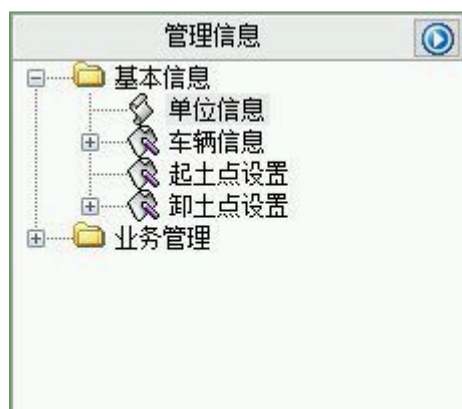 管理信息
基本信息
单位信息
车辆信息
起土点设置
卸土点设置
业务管理